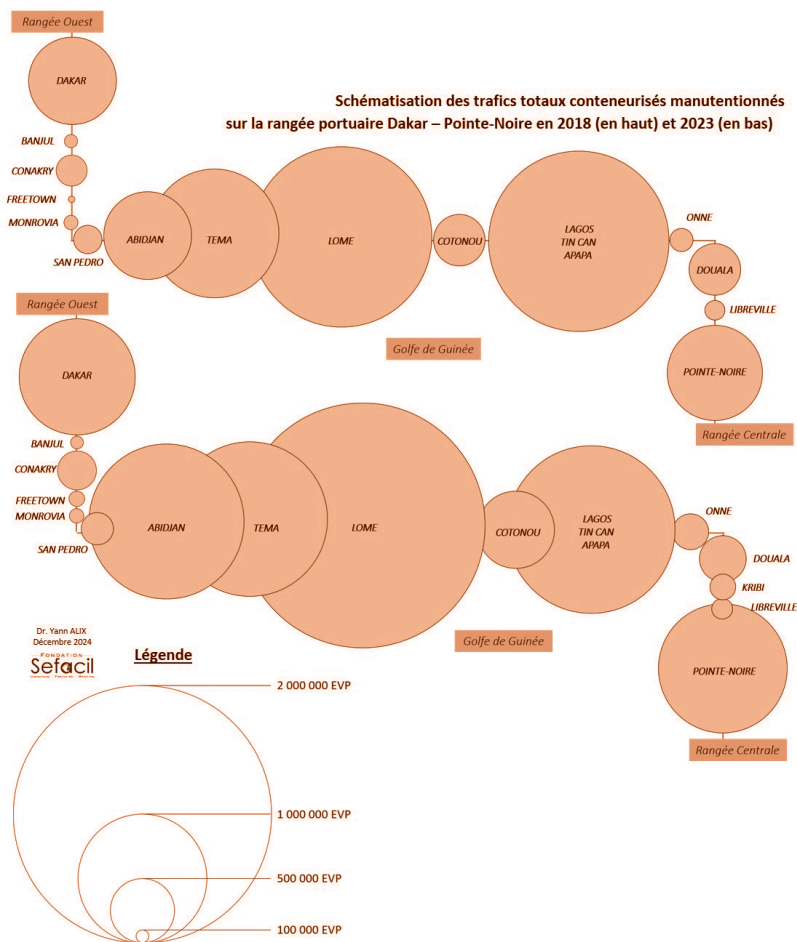 Rangée Ouest
DAKAR
Schématisation des trafics totaux conteneurisés manutentionnés
sur la rangée portuaire Dakar – Pointe-Noire en 2018 (en haut) et 2023 (en bas)
BANJUL
CONAKRY
FREETOWN
MONROVIA
SAN PEDRO
ABIDJAN
TEMA
LOME
COTONOU
LAGOS
TIN CAN
APAPA
ONNE
DOUALA
LIBREVILLE
POINTE-NOIRE
Rangée Centrale
Golfe de Guinée
Rangée Ouest
DAKAR
BANJUL
CONAKRY
FREETOWN
MONROVIA
SAN PEDRO
ABIDJAN
TEMA
LOME
COTONOU
LAGOS
TIN CAN
APAPA
ONNE
DOUALA
KRIBI
LIBREVILLE
POINTE-NOIRE
Rangée Centrale
Golfe de Guinée
Dr. Yann ALIX
Décembre 2024
FONDATION
Sefacil
Légende
2 000 000 EVP
1 000 000 EVP
500 000 EVP
100 000 EVP